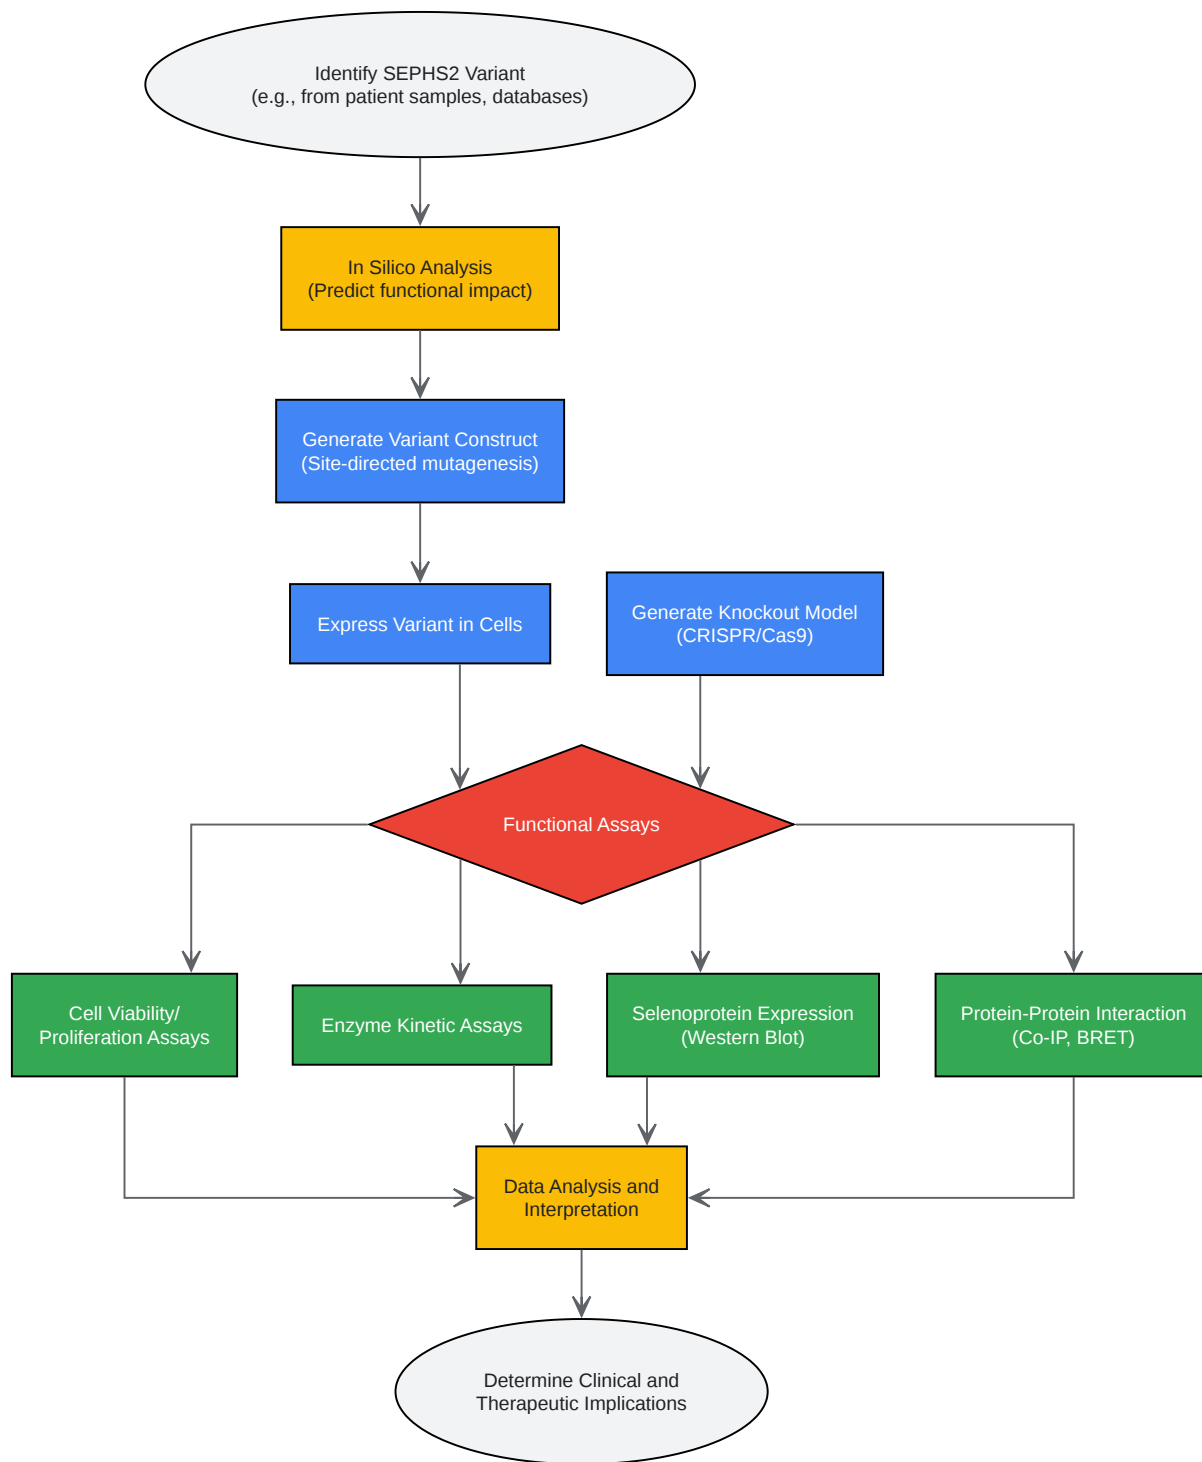 Identify SEPHS2 Variant
(e.g., from patient samples, databases)
In Silico Analysis
(Predict functional impact)
Generate Variant Construct
(Site-directed mutagenesis)
Express Variant in Cells
Generate Knockout Model
(CRISPR/Cas9)
Functional Assays
Cell Viability/
Proliferation Assays
Enzyme Kinetic Assays
Selenoprotein Expression
(Western Blot)
Protein-Protein Interaction
(Co-IP, BRET)
Data Analysis and
Interpretation
Determine Clinical and
Therapeutic Implications